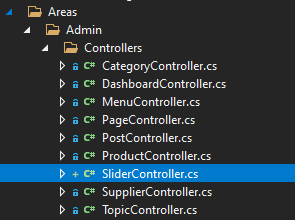 Areas
Admin
Controllers
C# CategoryController.cs
C# DashboardController.cs
C# MenuController.cs
C# PageController.cs
C# PostController.cs
C# ProductController.cs
+ C# SliderController.cs
C# SupplierController.cs
C# TopicController.cs